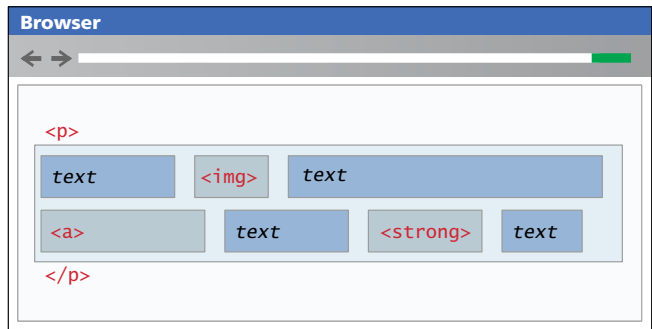 Browser
<p>
text <img> text
<a> text <strong> text
</p>